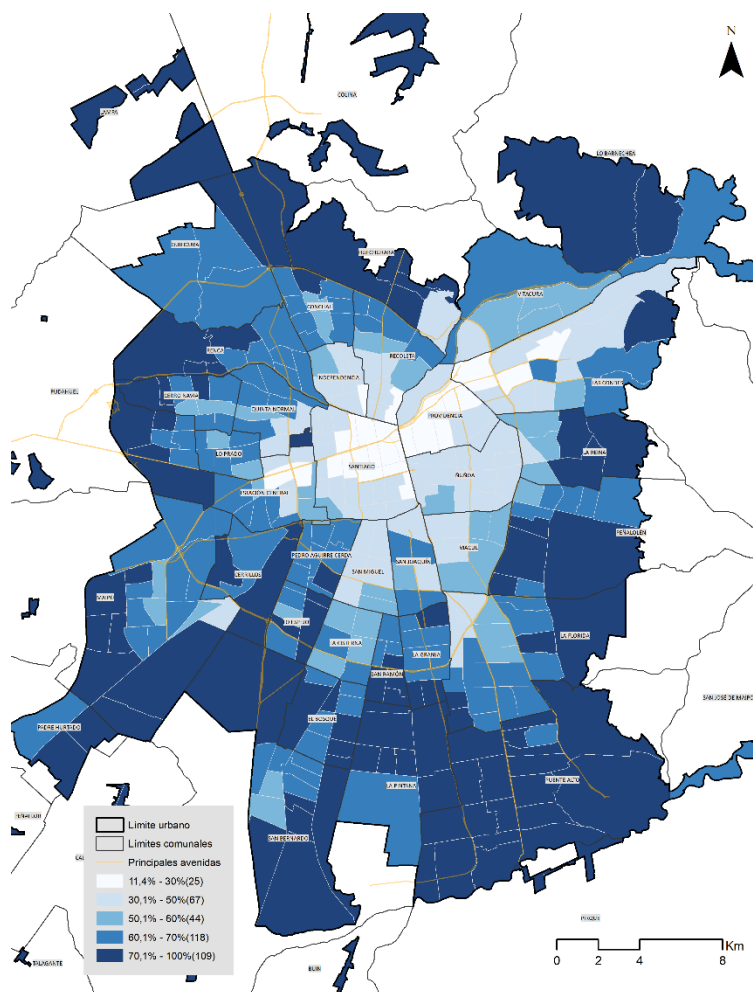 N
COLINA
LAMPA
LO BARNECHEA
QUILICURA
HUECHURABA
VITACURA
CONCHALI
RENCA
RECOLETA
INDEPENDENCIA
LAS CONDES
PUDAHUEL
CERRO NAVIA
QUINTA NORMAL
PROVIDENCIA
LO PRADO
LA REINA
SANTIAGO
ÑUÑOA
ESTACIÓN CENTRAL
PEÑALOLÉN
PEDRO AGUIRRE CERDA
MACUL
SAN JOAQUÍN
SAN MIGUEL
CERRILLOS
MAIPÚ
LO ESPEJO
LA FLORIDA
LA CISTERNA
LA GRANJA
SAN RAMÓN
SAN JOSÉ DE MAIPO
EL BOSQUE
PADRE HURTADO
PUENTE ALTO
LA PINTANA
SAN BERNARDO
PIRQUE
TALAGANTE
BUIN
Límite urbano
Límites comunales
Principales avenidas
11,4% - 30%(25)
30,1% - 50%(67)
50,1% - 60%(44)
60,1% - 70%(118)
70,1% - 100%(109)
Km
0 2 4 8